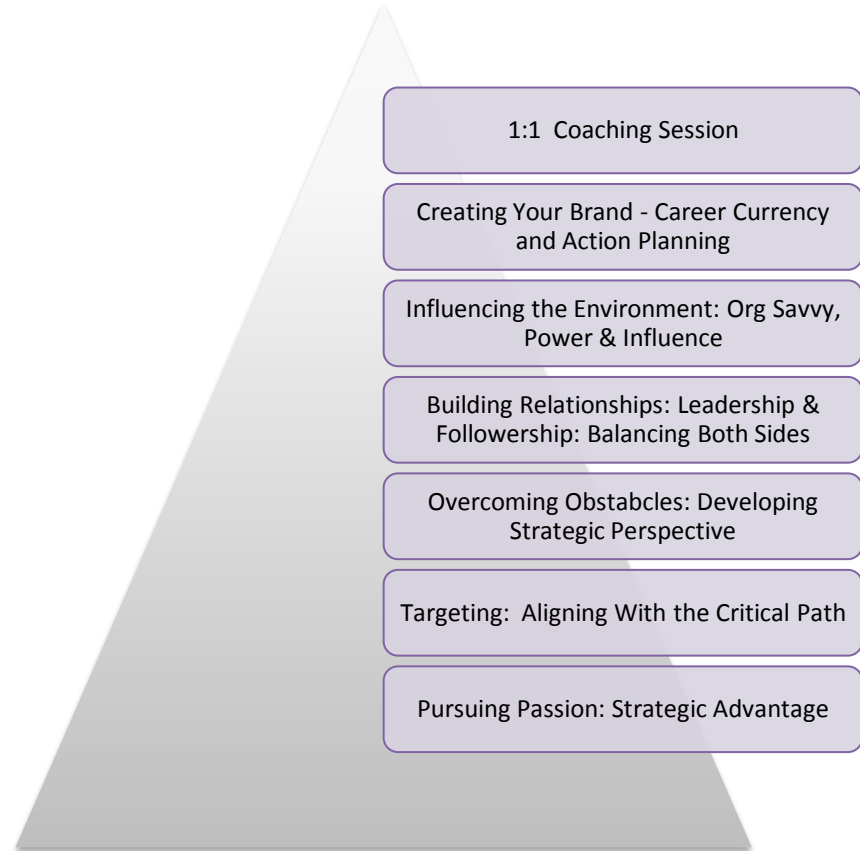 1:1  Coaching Session
Creating Your Brand - Career Currency
and Action Planning
Influencing the Environment: Org Savvy,
Power & Influence
Building Relationships: Leadership &
Followership: Balancing Both Sides
Overcoming Obstabcles: Developing
Strategic Perspective
Targeting:  Aligning With the Critical Path
Pursuing Passion: Strategic Advantage